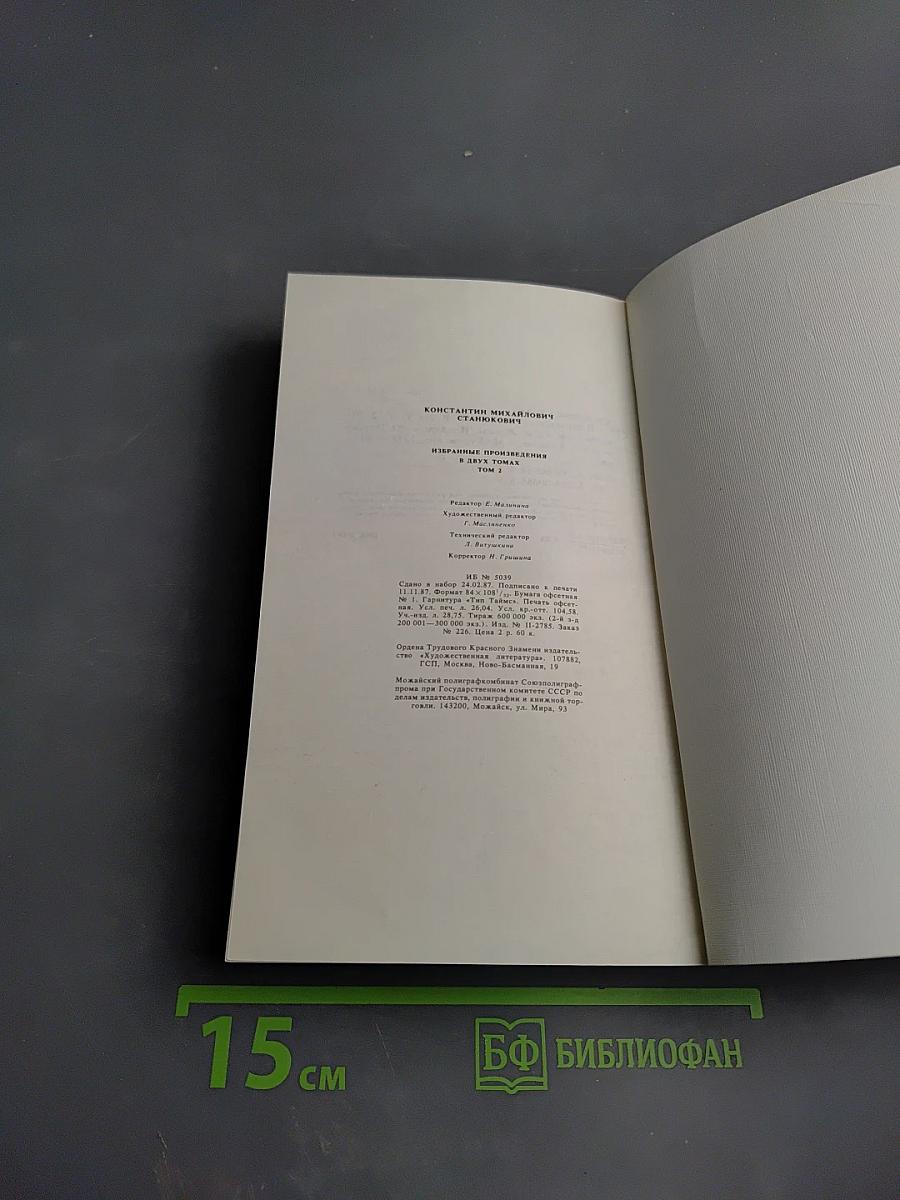 КОНСТАНТИН МИХАЙЛОВИЧ
СТАНЮКОВИЧ
ИЗБРАННЫЕ ПРОИЗВЕДЕНИЯ
В ДВУХ ТОМАХ
ТОМ 2
Редактор Е. Малинина
Художественный редактор
Г. Масляненко
Технический редактор
Л. Витушкина
Корректор Н. Гришина
ИБ № 5039
Сдано в набор 24.02.87. Подписано к печати
11.11.87. Формат 84×108¹/₃₂. Бумага офсетная
№ 1. Гарнитура «Тип Таймс». Печать офсет-
ная. Усл. печ. л. 26,04. Усл. кр.-отт. 104,58.
Уч.-изд. л. 28,75. Тираж 600 000 экз. (2-й з-д
200 001—300 000 экз.). Изд. № II-2785. Заказ
№ 226. Цена 2 р. 60 к.
Ордена Трудового Красного Знамени издатель-
ство «Художественная литература». 107882,
ГСП, Москва, Ново-Басманная, 19
Можайский полиграфкомбинат Союзполиграф-
прома при Государственном комитете СССР по
делам издательств, полиграфии и книжной тор-
говли. 143200, Можайск, ул. Мира, 93
15 см
БФ БИБЛИОФАН